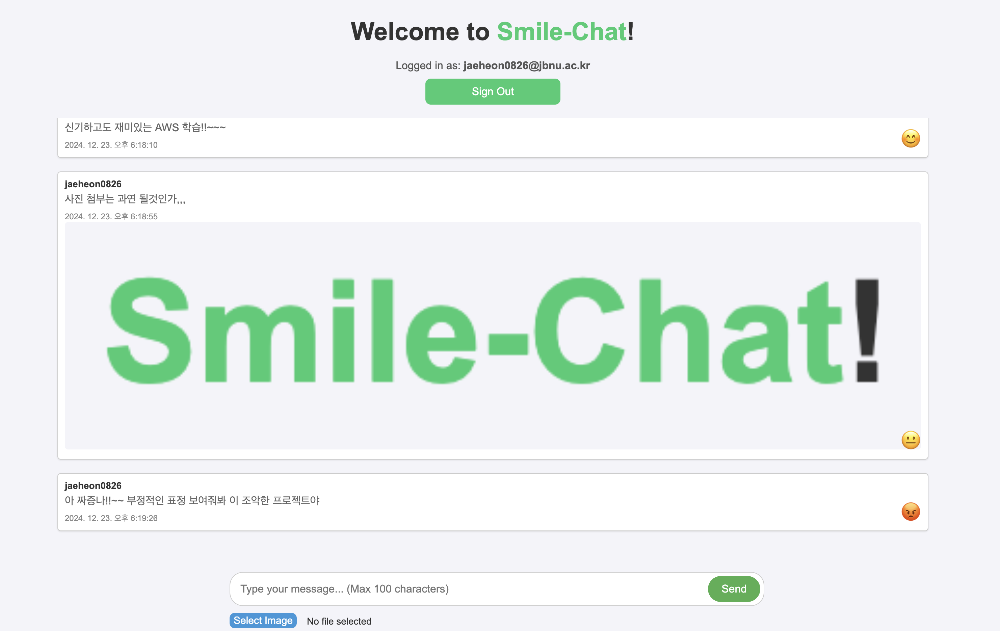 Welcome to Smile-Chat!
Logged in as: jaeheon0826@jbnu.ac.kr
Sign Out
신기하고도 재미있는 AWS 학습!!~~~
2024. 12. 23. 오후 6:18:10
jaeheon0826
사진 첨부는 과연 될것인가,,,
2024. 12. 23. 오후 6:18:55
Smile-Chat!
jaeheon0826
아 짜증나!!~~ 부정적인 표정 보여줘봐 이 조악한 프로젝트야
2024. 12. 23. 오후 6:19:26
Type your message... (Max 100 characters)
Send
Select Image No file selected